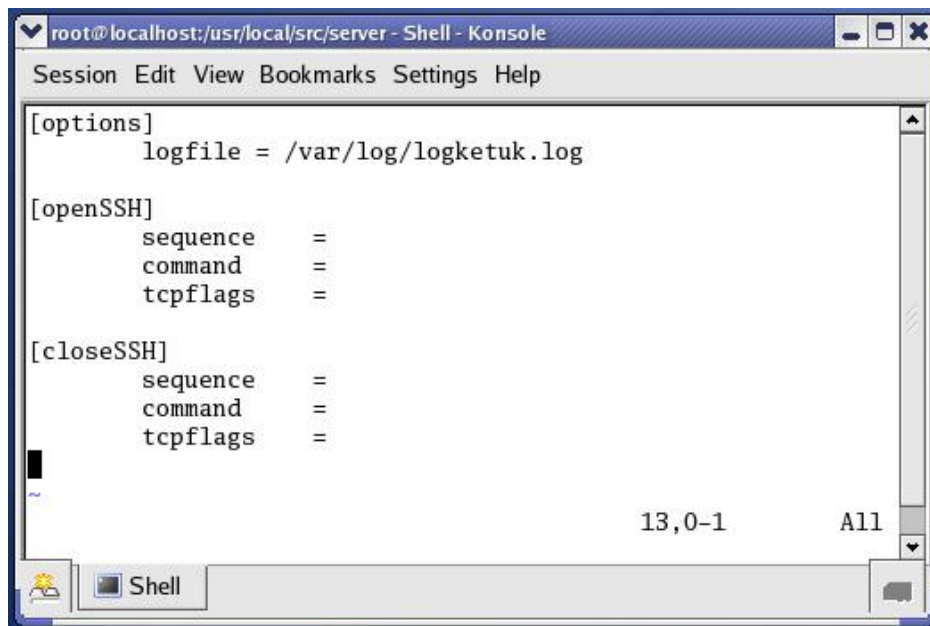 root@localhost:/usr/local/src/server - Shell - Konsole
Session Edit View Bookmarks Settings Help
[options]
logfile = /var/log/logketuk.log
[openSSH]
sequence =
command =
tcpflags =
[closeSSH]
sequence =
command =
tcpflags =
~
13,0-1 All
Shell